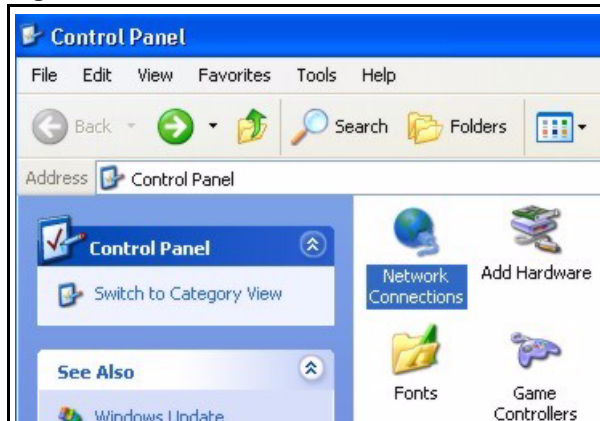 Control Panel
File Edit View Favorites Tools Help
Back Search Folders
Address Control Panel
Control Panel
Switch to Category View
See Also
Windows Update
Network Connections
Add Hardware
Fonts
Game Controllers